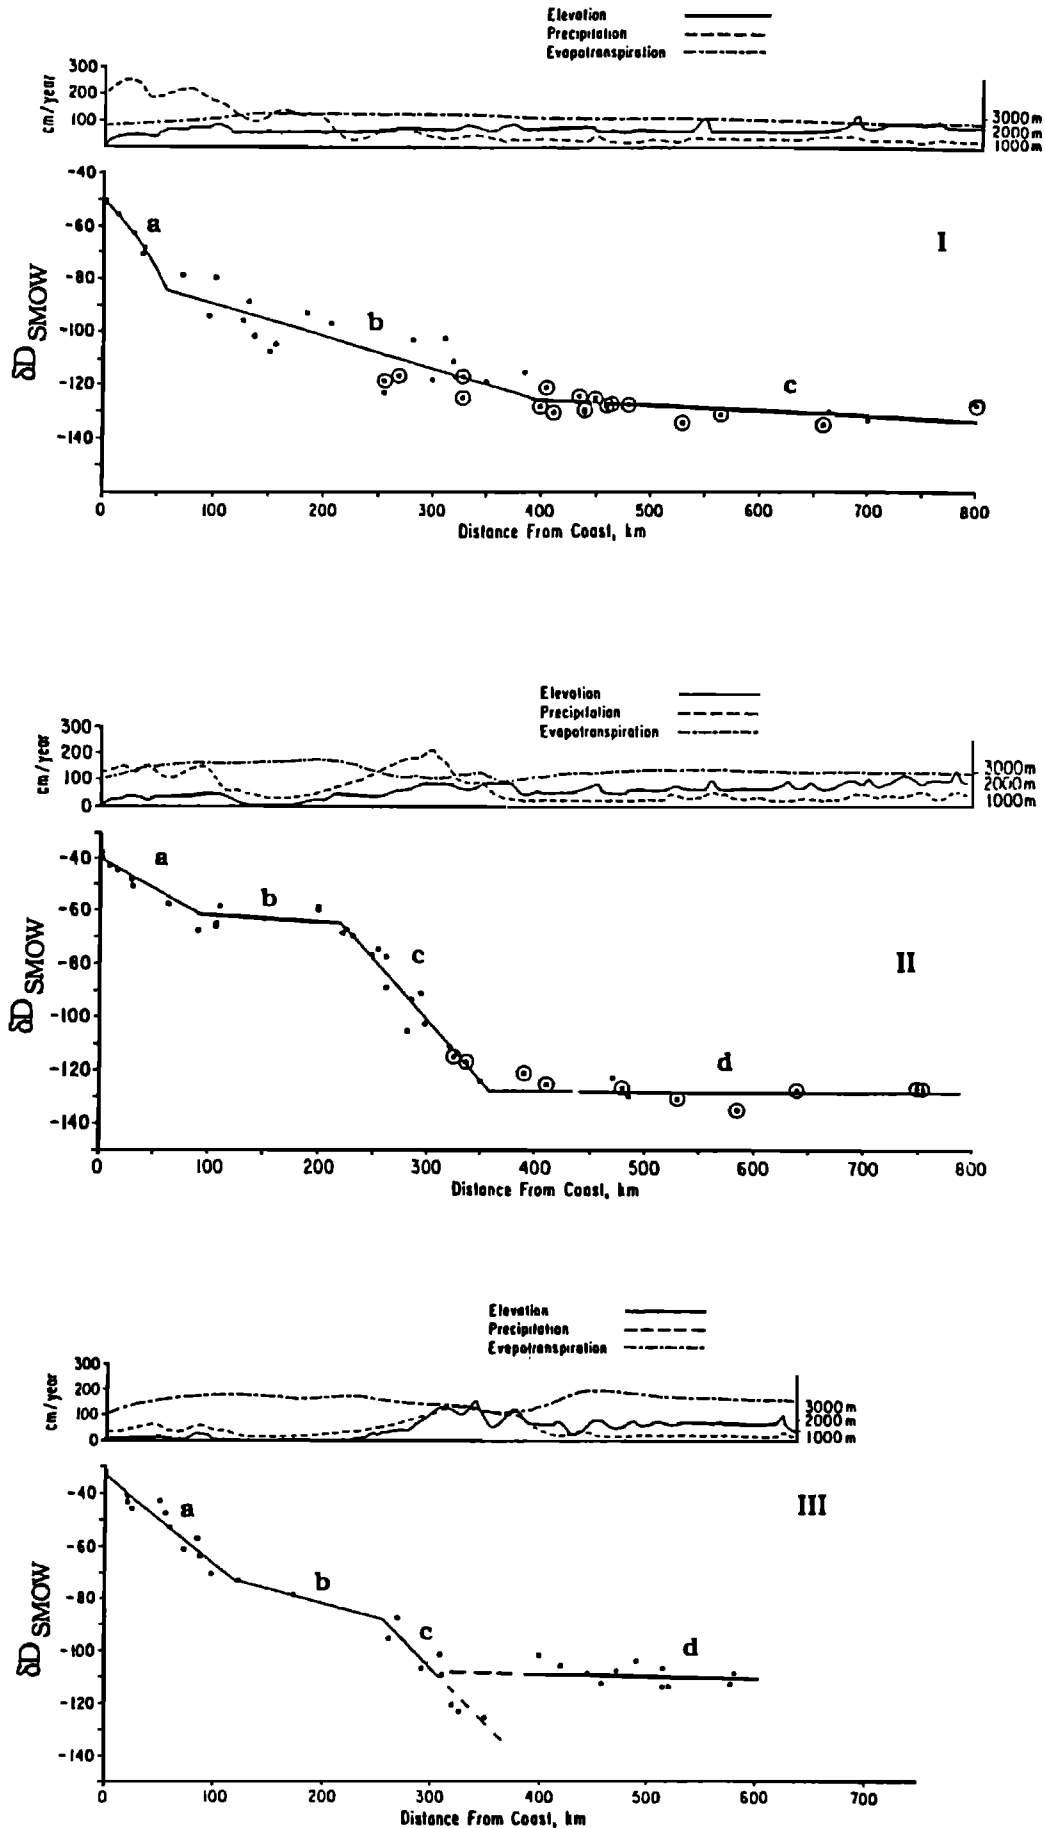 Elevation
Precipitation
Evapotranspiration
300
200
100
cm/year
3000m
2000m
1000m
-40
-60
-80
-100
-120
-140
δD SMOW
a
b
c
I
0 100 200 300 400 500 600 700 800
Distance From Coast, km
Elevation
Precipitation
Evapotranspiration
300
200
100
0
cm/year
3000m
2000m
1000m
-40
-60
-80
-100
-120
-140
δD SMOW
a
b
c
d
II
0 100 200 300 400 500 600 700 800
Distance From Coast, km
Elevation
Precipitation
Evapotranspiration
300
200
100
0
cm/year
3000m
2000m
1000m
-40
-60
-80
-100
-120
-140
δD SMOW
a
b
c
d
III
0 100 200 300 400 500 600 700
Distance From Coast, km